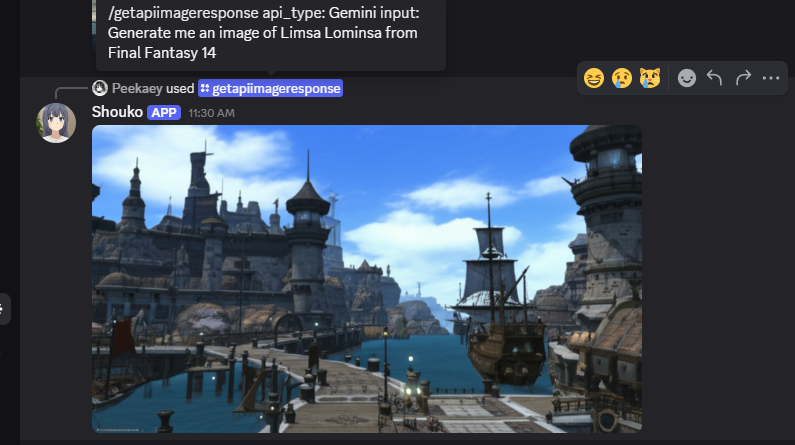 /getapiimageresponse api_type: Gemini input:
Generate me an image of Limsa Lominsa from
Final Fantasy 14
Peekaey used getapiimageresponse
Shouko APP 11:30 AM